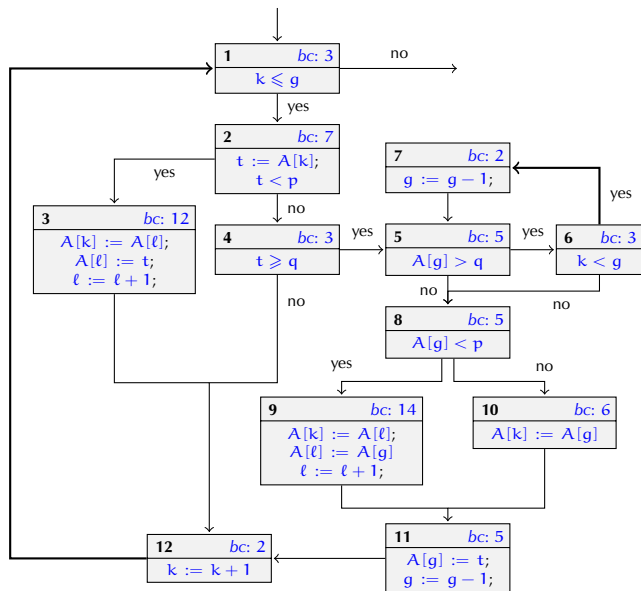 1 bc: 3
k ⩽ g
no
yes
2 bc: 7
t := A[k];
t < p
yes
no
7 bc: 2
g := g − 1;
yes
3 bc: 12
A[k] := A[ℓ];
A[ℓ] := t;
ℓ := ℓ + 1;
4 bc: 3
t ⩾ q
yes
5 bc: 5
A[g] > q
yes
6 bc: 3
k < g
no
no
no
8 bc: 5
A[g] < p
yes
no
9 bc: 14
A[k] := A[ℓ];
A[ℓ] := A[g]
ℓ := ℓ + 1;
10 bc: 6
A[k] := A[g]
11 bc: 5
A[g] := t;
g := g − 1;
12 bc: 2
k := k + 1